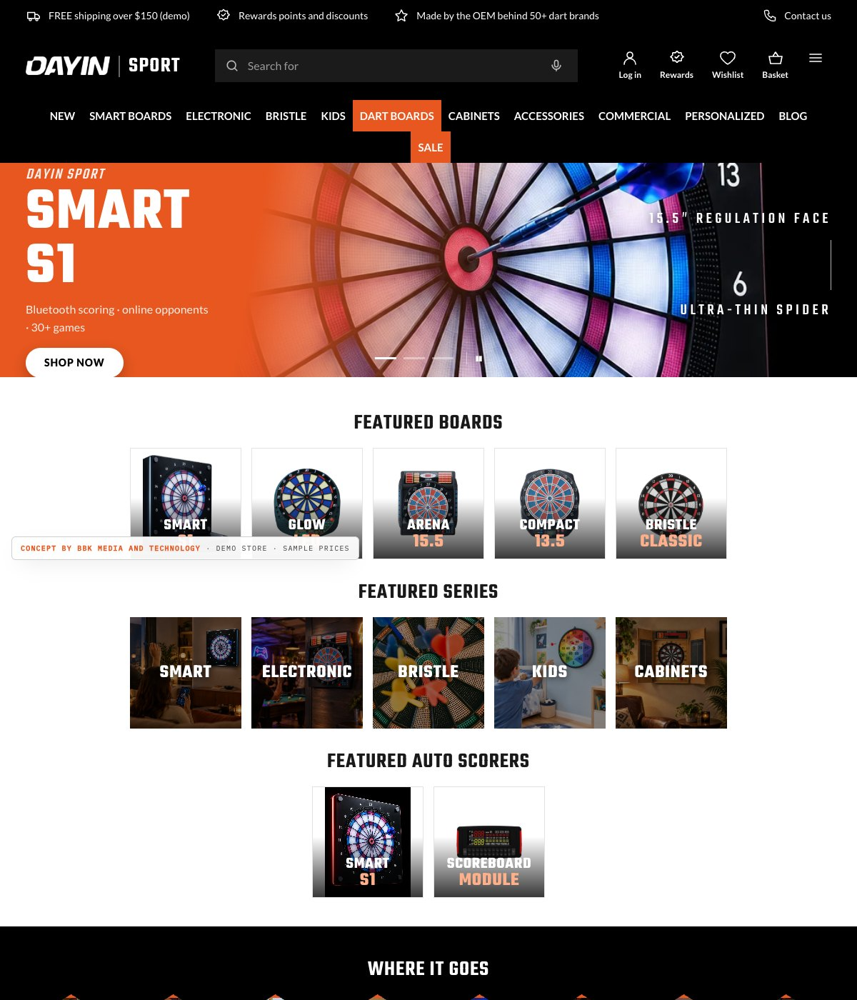 FREE shipping over $150 (demo)
Rewards points and discounts
Made by the OEM behind 50+ dart brands
Contact us
DAYIN | SPORT
Search for
Log in
Rewards
Wishlist
Basket
NEW SMART BOARDS ELECTRONIC BRISTLE KIDS DART BOARDS CABINETS ACCESSORIES COMMERCIAL PERSONALIZED BLOG
SALE
DAYIN SPORT
SMART
S1
Bluetooth scoring · online opponents
· 30+ games
SHOP NOW
13
15.5" REGULATION FACE
6
ULTRA-THIN SPIDER
FEATURED BOARDS
SMART
GLOW
ARENA
15.5
COMPACT
13.5
BRISTLE
CLASSIC
CONCEPT BY BBK MEDIA AND TECHNOLOGY · DEMO STORE · SAMPLE PRICES
FEATURED SERIES
SMART
ELECTRONIC
BRISTLE
KIDS
CABINETS
FEATURED AUTO SCORERS
SMART
S1
SCOREBOARD
MODULE
WHERE IT GOES